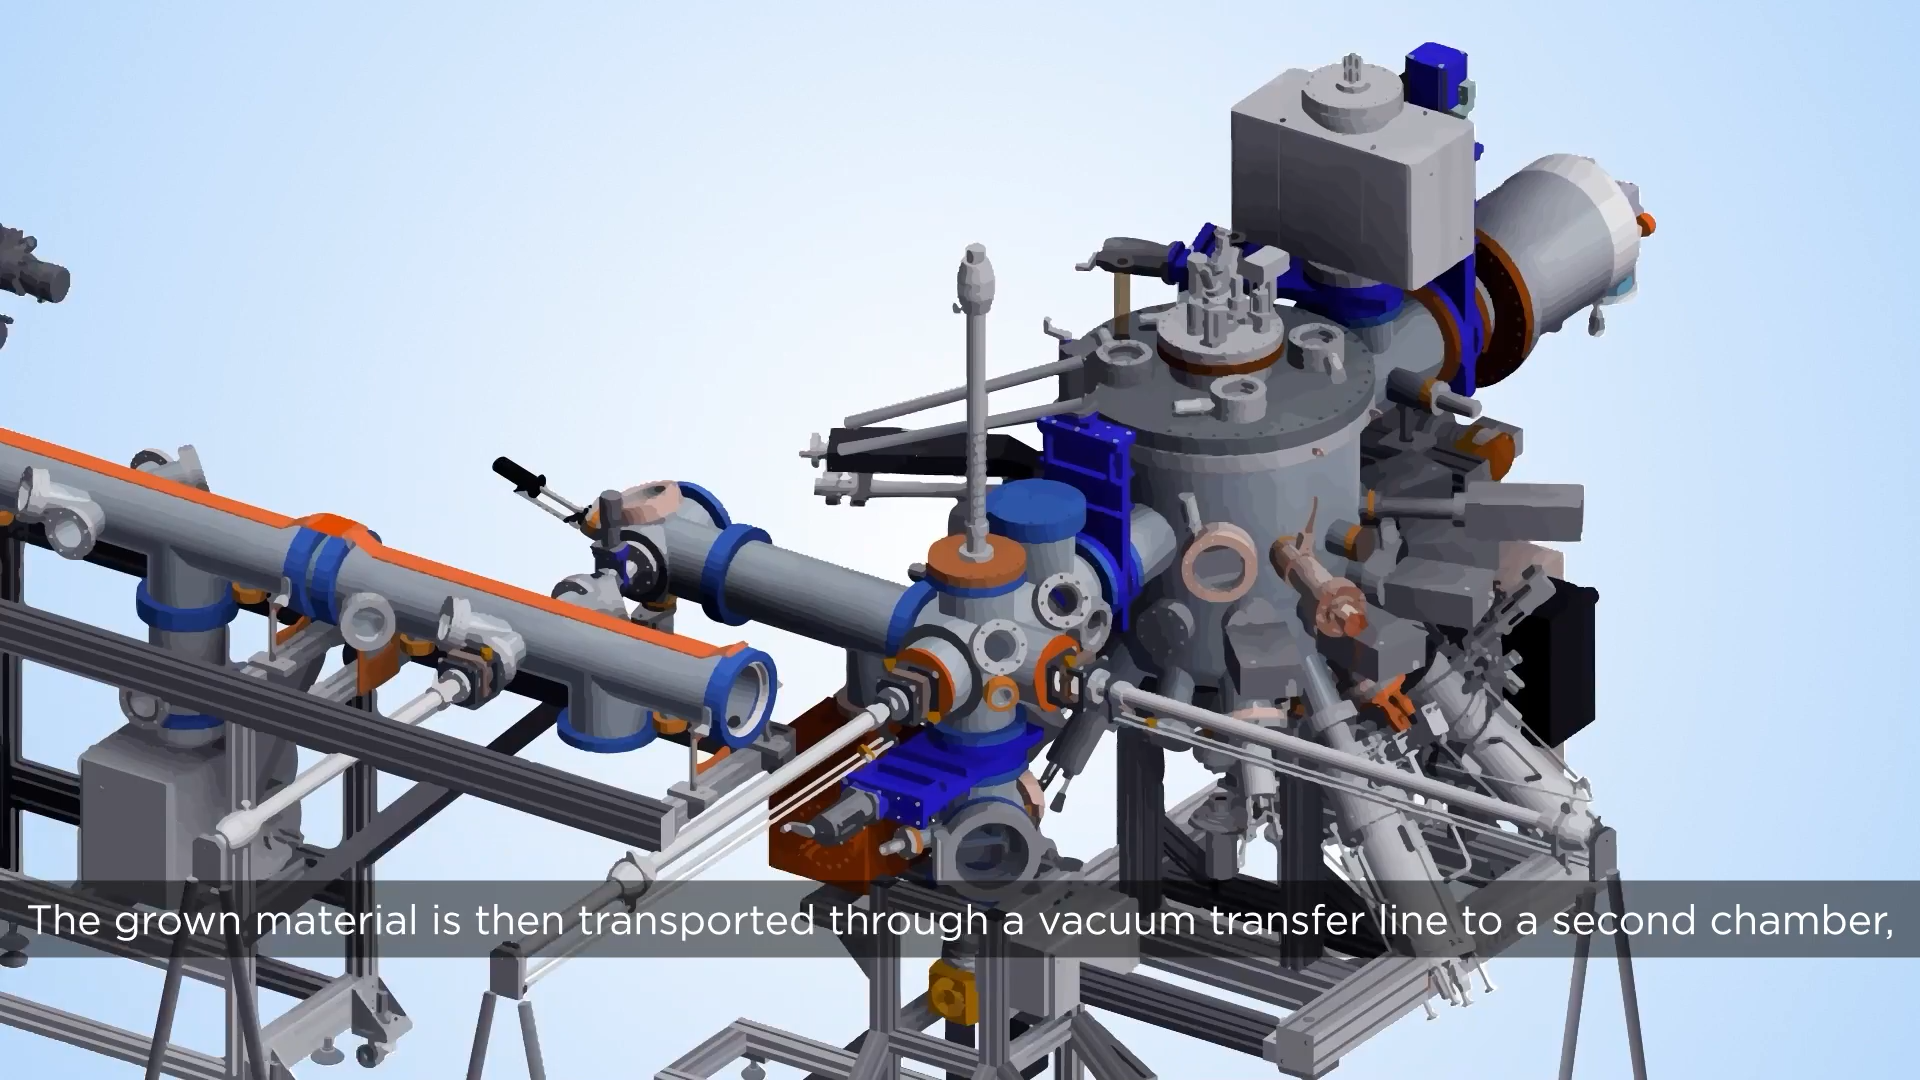 The grown material is then transported through a vacuum transfer line to a second chamber,